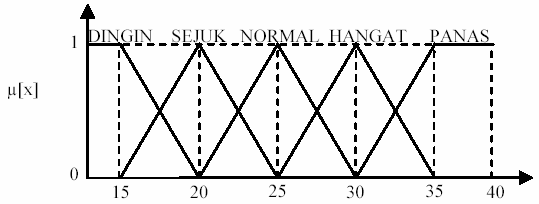 DINGIN SEJUK NORMAL HANGAT PANAS
1
μ[x]
0
15 20 25 30 35 40